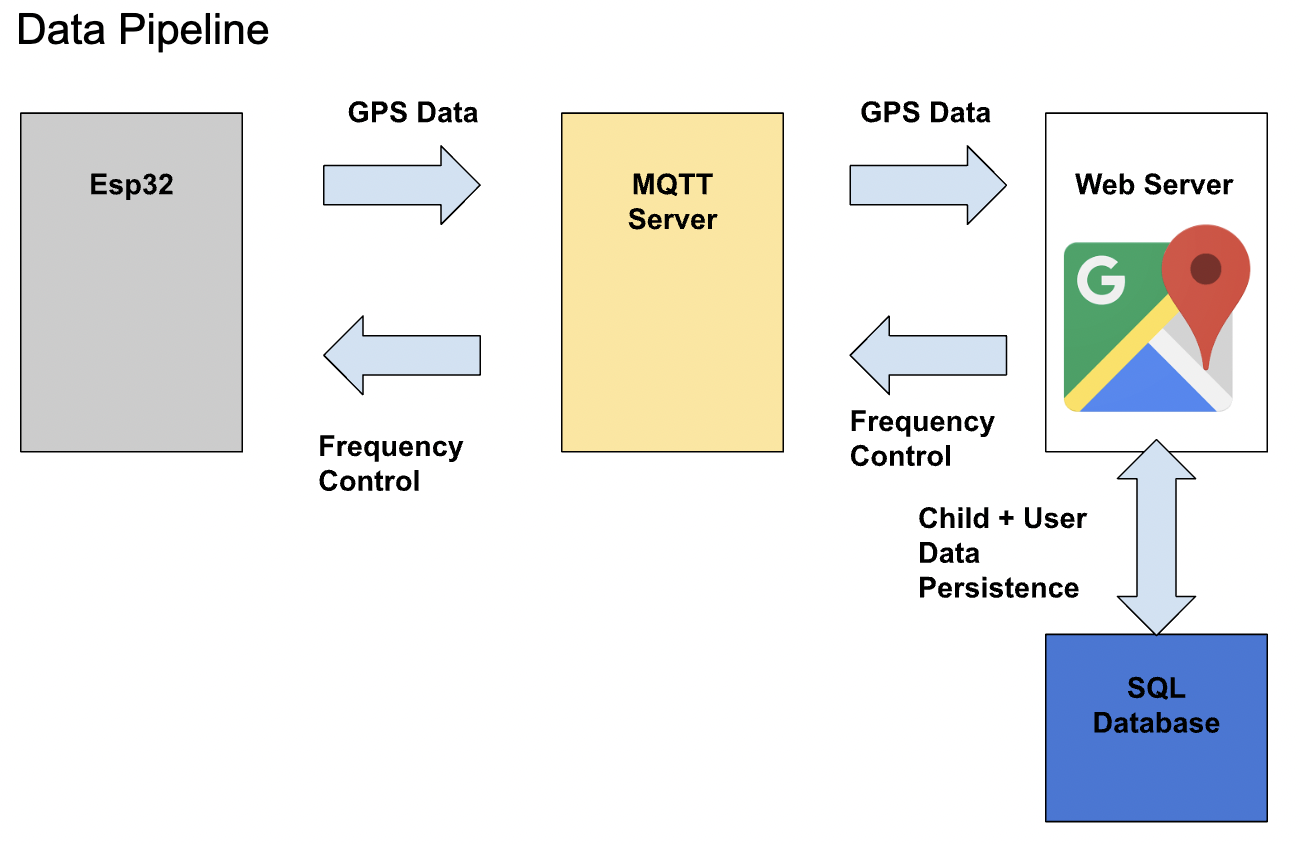 Data Pipeline
GPS Data
GPS Data
Esp32
MQTT
Server
Web Server
G
Frequency
Control
Frequency
Control
Child + User
Data
Persistence
SQL
Database